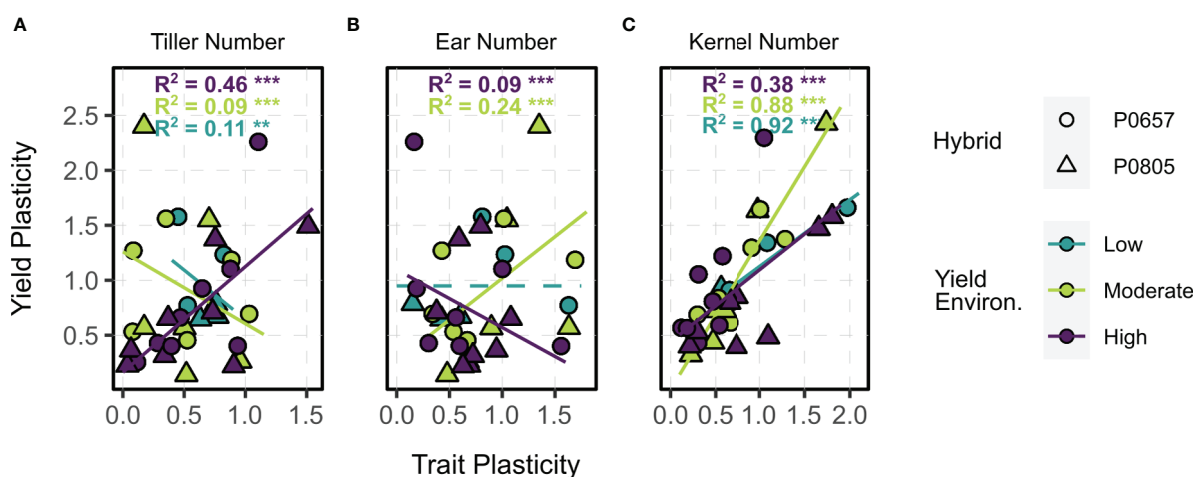 A
Tiller Number
B
Ear Number
C
Kernel Number
R² = 0.46 ***
R² = 0.09 ***
R² = 0.11 **
R² = 0.09 ***
R² = 0.24 ***
R² = 0.38 ***
R² = 0.88 ***
R² = 0.92 ***
Yield Plasticity
2.5
2.0
1.5
1.0
0.5
0.0 0.5 1.0 1.5
0.0 0.5 1.0 1.5
0.0 0.5 1.0 1.5 2.0
Trait Plasticity
Hybrid
P0657
P0805
Yield
Environ.
Low
Moderate
High